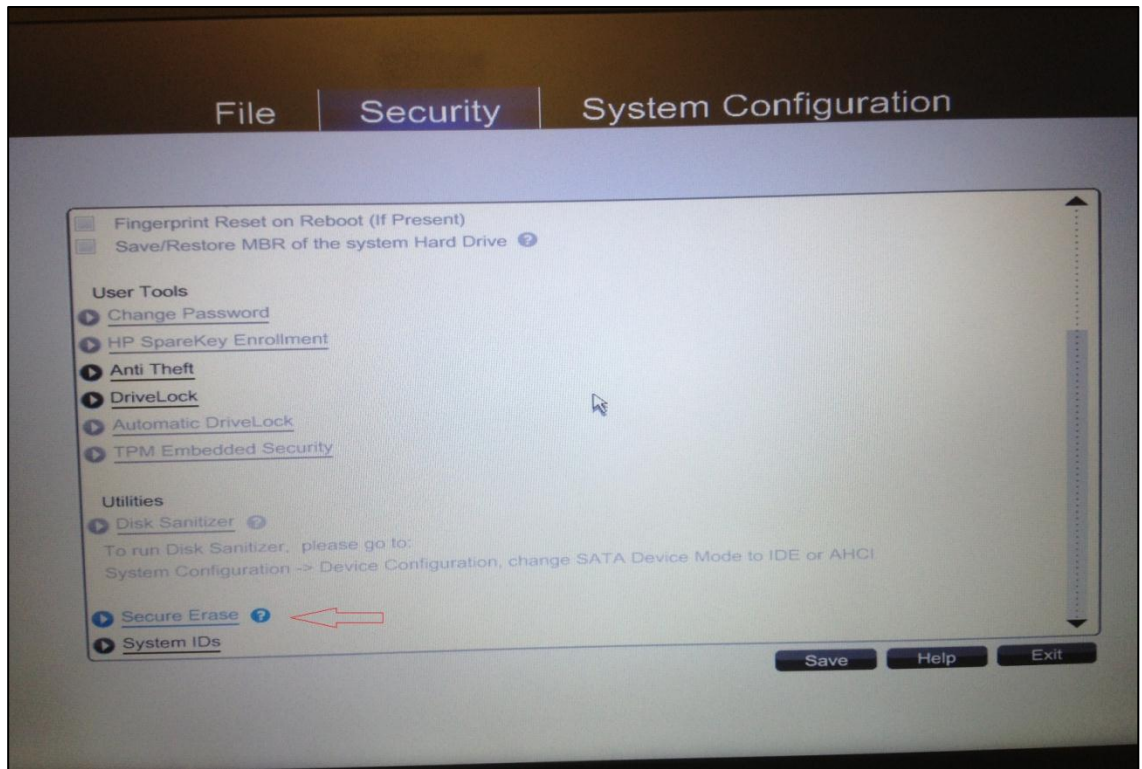 File Security System Configuration
Fingerprint Reset on Reboot (If Present)
Save/Restore MBR of the system Hard Drive ?
User Tools
Change Password
HP SpareKey Enrollment
Anti Theft
DriveLock
Automatic DriveLock
TPM Embedded Security
Utilities
Disk Sanitizer ?
To run Disk Sanitizer, please go to:
System Configuration -> Device Configuration, change SATA Device Mode to IDE or AHCI
Secure Erase ?
System IDs
Save Help Exit